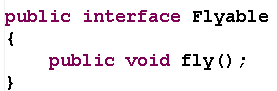 public interface Flyable
{
    public void fly();
}